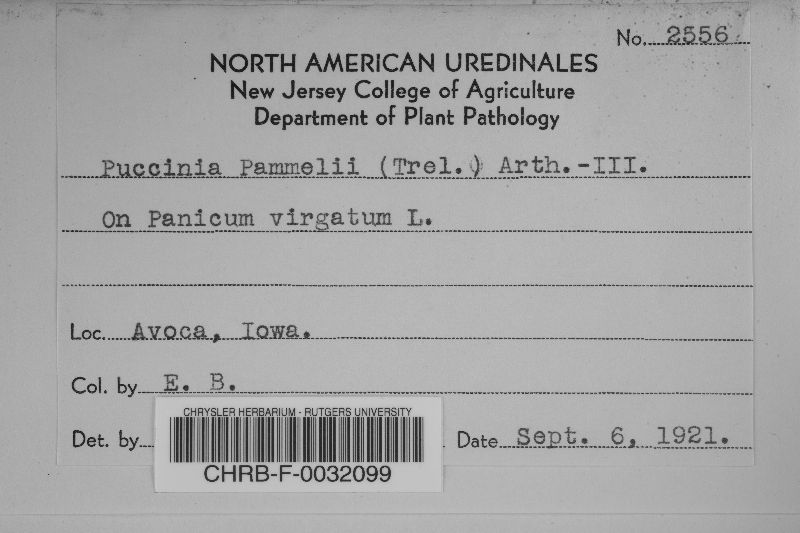 No. 2556
NORTH AMERICAN UREDINALES
New Jersey College of Agriculture
Department of Plant Pathology
Puccinia Pammelii (Trel.) Arth.-III.
On Panicum virgatum L.
Loc. Avoca, Iowa.
Col. by E. B.
Det. by
Date Sept. 6, 1921.
CHRYSLER HERBARIUM - RUTGERS UNIVERSITY
CHRB-F-0032099